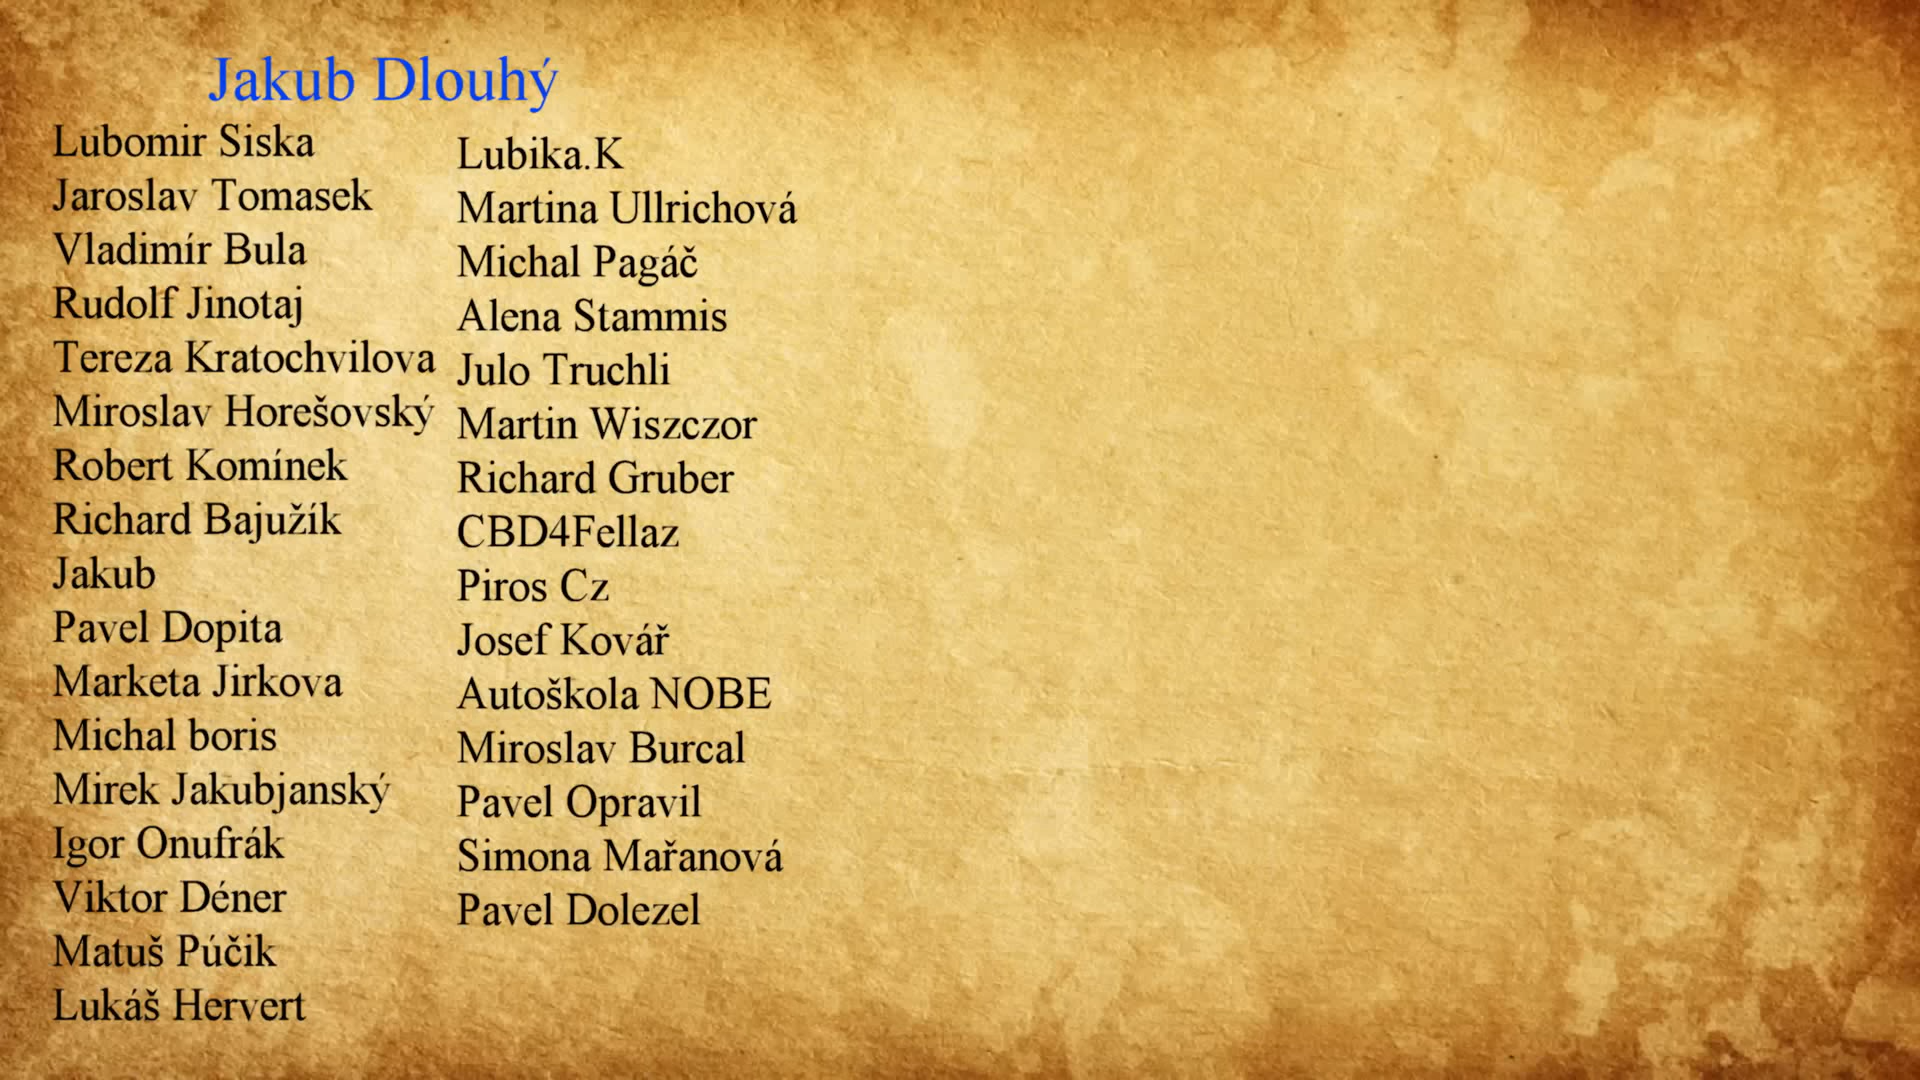 Jakub Dlouhý
Lubomir Siska
Jaroslav Tomasek
Vladimír Bula
Rudolf Jinotaj
Tereza Kratochvilova
Miroslav Horešovský
Robert Komínek
Richard Bajužík
Jakub
Pavel Dopita
Marketa Jirkova
Michal boris
Mirek Jakubjanský
Igor Onufrák
Viktor Déner
Matuš Púčik
Lukáš Hervert
Lubika.K
Martina Ullrichová
Michal Pagáč
Alena Stammis
Julo Truchli
Martin Wiszczor
Richard Gruber
CBD4Fellaz
Piros Cz
Josef Kovář
Autoškola NOBE
Miroslav Burcal
Pavel Opravil
Simona Mařanová
Pavel Dolezel